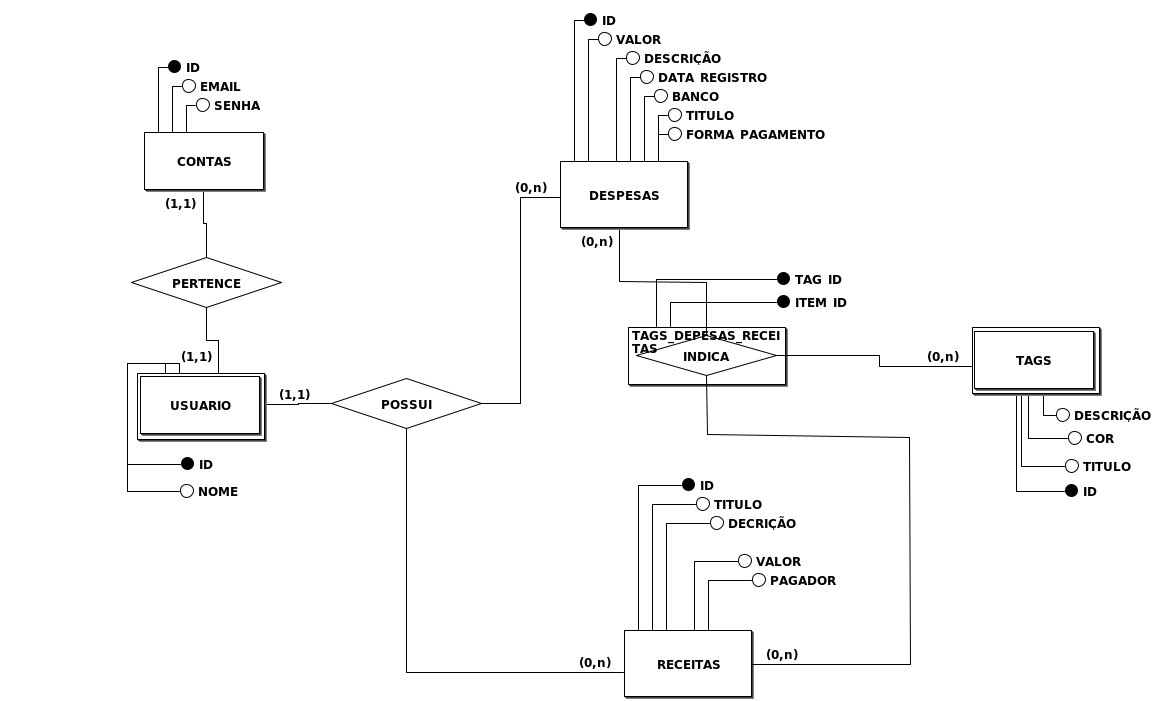 ID
VALOR
DESCRIÇÃO
DATA REGISTRO
BANCO
TITULO
FORMA PAGAMENTO
ID
EMAIL
SENHA
CONTAS
(1,1)
DESPESAS
(0,n)
(0,n)
PERTENCE
(1,1)
TAG ID
ITEM ID
TAGS_DEPESAS_RECEI
TAS
INDICA
(0,n)
TAGS
USUARIO
(1,1)
POSSUI
DESCRIÇÃO
COR
TITULO
ID
ID
NOME
ID
TITULO
DECRIÇÃO
VALOR
PAGADOR
RECEITAS
(0,n)
(0,n)